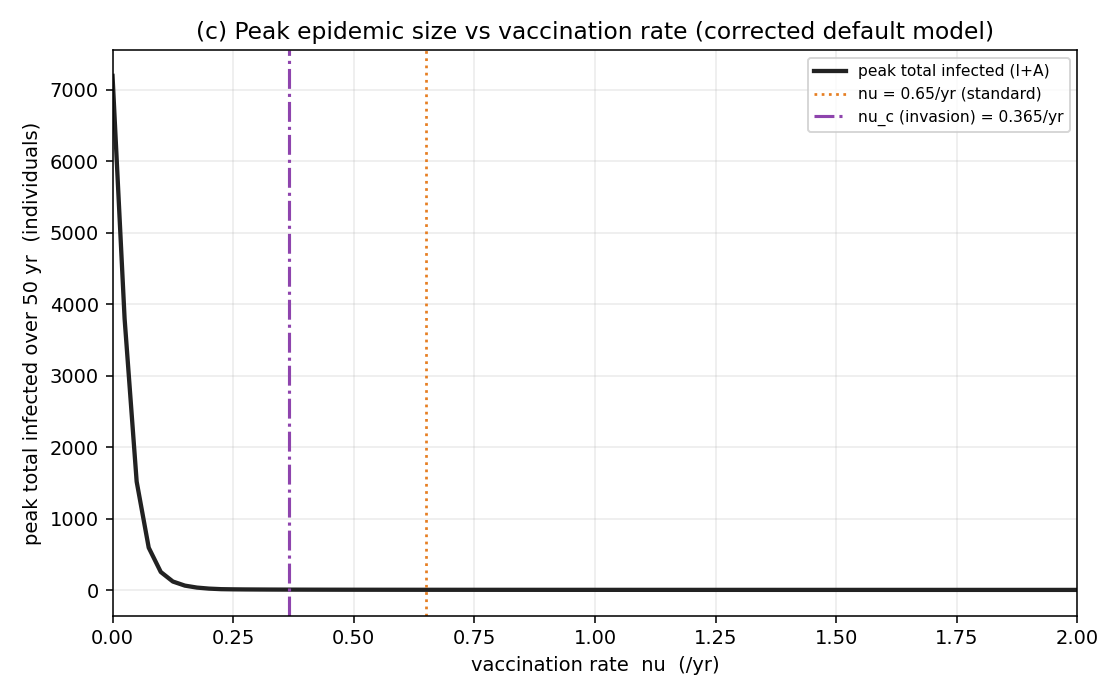 (c) Peak epidemic size vs vaccination rate (corrected default model)
peak total infected (I+A)
nu = 0.65/yr (standard)
nu_c (invasion) = 0.365/yr
peak total infected over 50 yr  (individuals)
7000
6000
5000
4000
3000
2000
1000
0
0.00 0.25 0.50 0.75 1.00 1.25 1.50 1.75 2.00
vaccination rate  nu  (/yr)